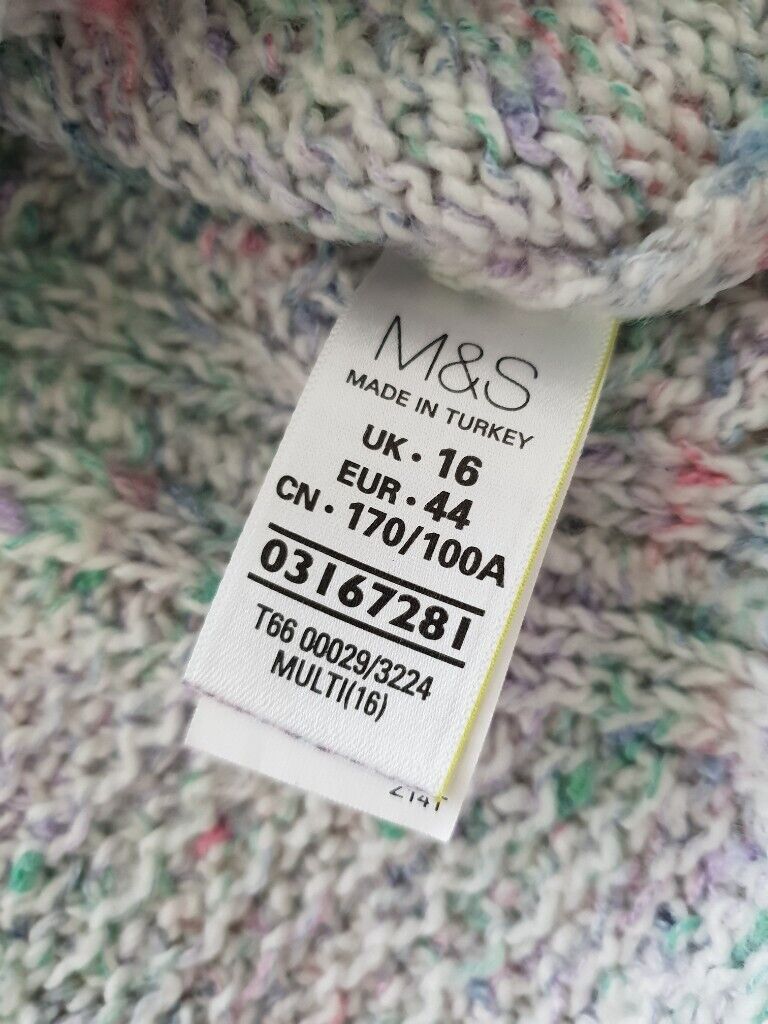 M&S
MADE IN TURKEY
UK • 16
EUR • 44
CN • 170/100A
03167281
T66 00029/3224
MULTI(16)